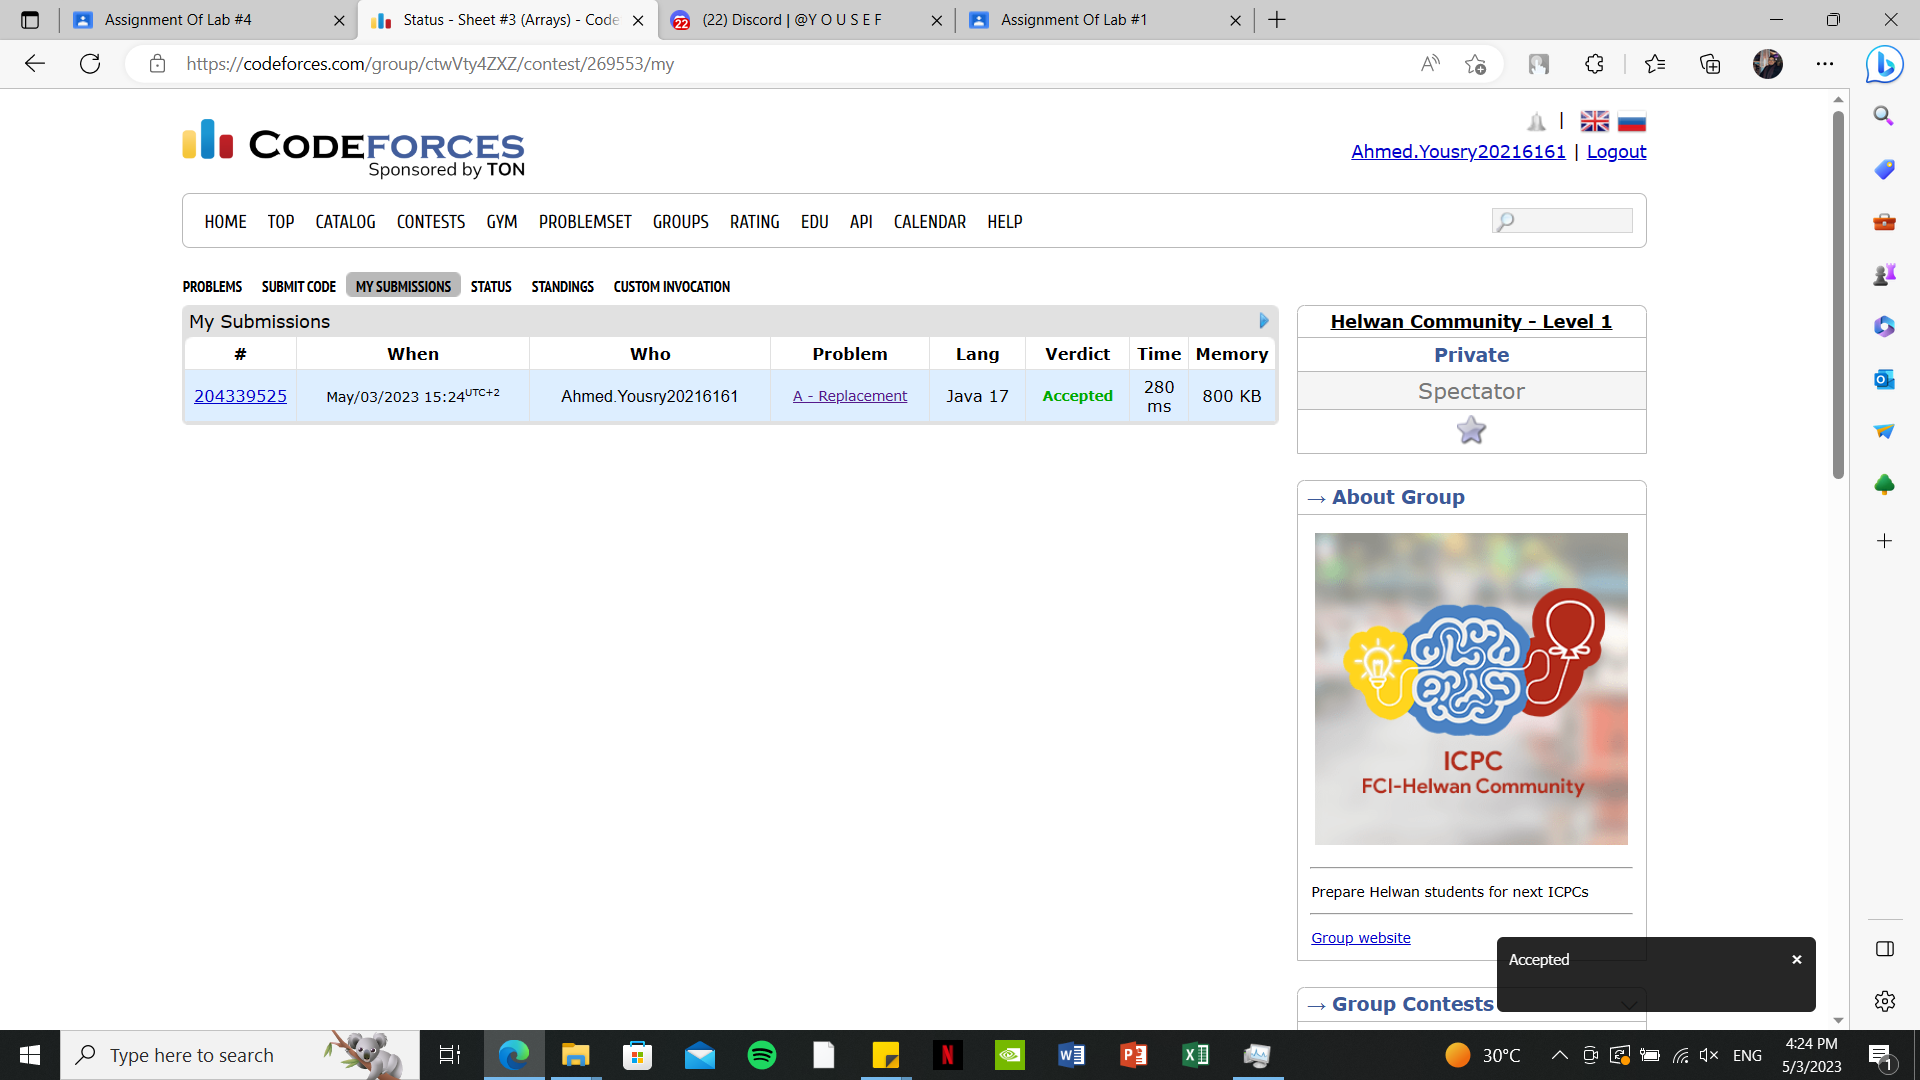 Assignment Of Lab #4
Status - Sheet #3 (Arrays) - Code
(22) Discord | @Y O U S E F
Assignment Of Lab #1
https://codeforces.com/group/ctwVty4ZXZ/contest/269553/my
CODEFORCES
Sponsored by TON
|
Ahmed.Yousry20216161 | Logout
HOME TOP CATALOG CONTESTS GYM PROBLEMSET GROUPS RATING EDU API CALENDAR HELP
PROBLEMS SUBMIT CODE MY SUBMISSIONS STATUS STANDINGS CUSTOM INVOCATION
My Submissions
# When Who Problem Lang Verdict Time Memory
204339525 May/03/2023 15:24UTC+2 Ahmed.Yousry20216161 A - Replacement Java 17 Accepted 280 ms 800 KB
Helwan Community - Level 1
Private
Spectator
→ About Group
ICPC
FCI-Helwan Community
Prepare Helwan students for next ICPCs
Group website
Accepted
→ Group Contests
Type here to search
30°C
ENG
4:24 PM
5/3/2023
1